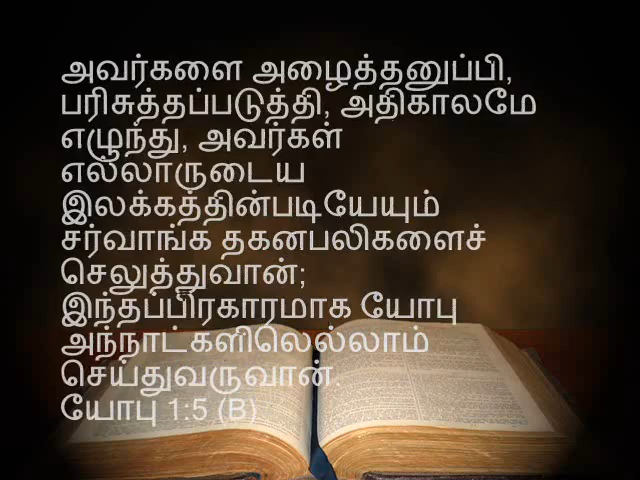 அவர்களை அழைத்தனுப்பி,
பரிசுத்தப்படுத்தி, அதிகாலமே
எழுந்து, அவர்கள்
எல்லாருடைய
இலக்கத்தின்படியேயும்
சர்வாங்க தகனபலிகளைச்
செலுத்துவான்;
இந்தப்பிரகாரமாக யோபு
அந்நாட்களிலெல்லாம்
செய்துவருவான்.
யோபு 1:5 (B)